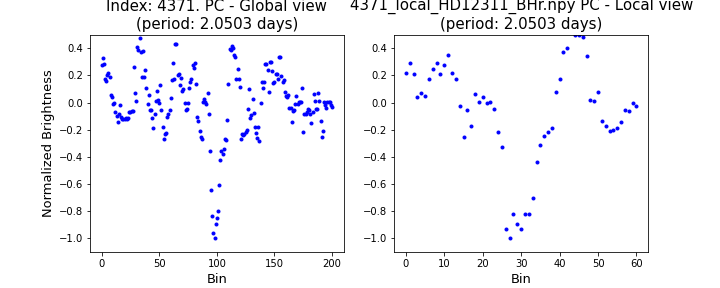 Index: 4371. PC - Global view
(period: 2.0503 days)
4371_local_HD12311_BHr.npy PC - Local view
(period: 2.0503 days)
Normalized Brightness
0.4
0.2
0.0
−0.2
−0.4
−0.6
−0.8
−1.0
0 50 100 150 200
Bin
0.4
0.2
0.0
−0.2
−0.4
−0.6
−0.8
−1.0
0 10 20 30 40 50 60
Bin